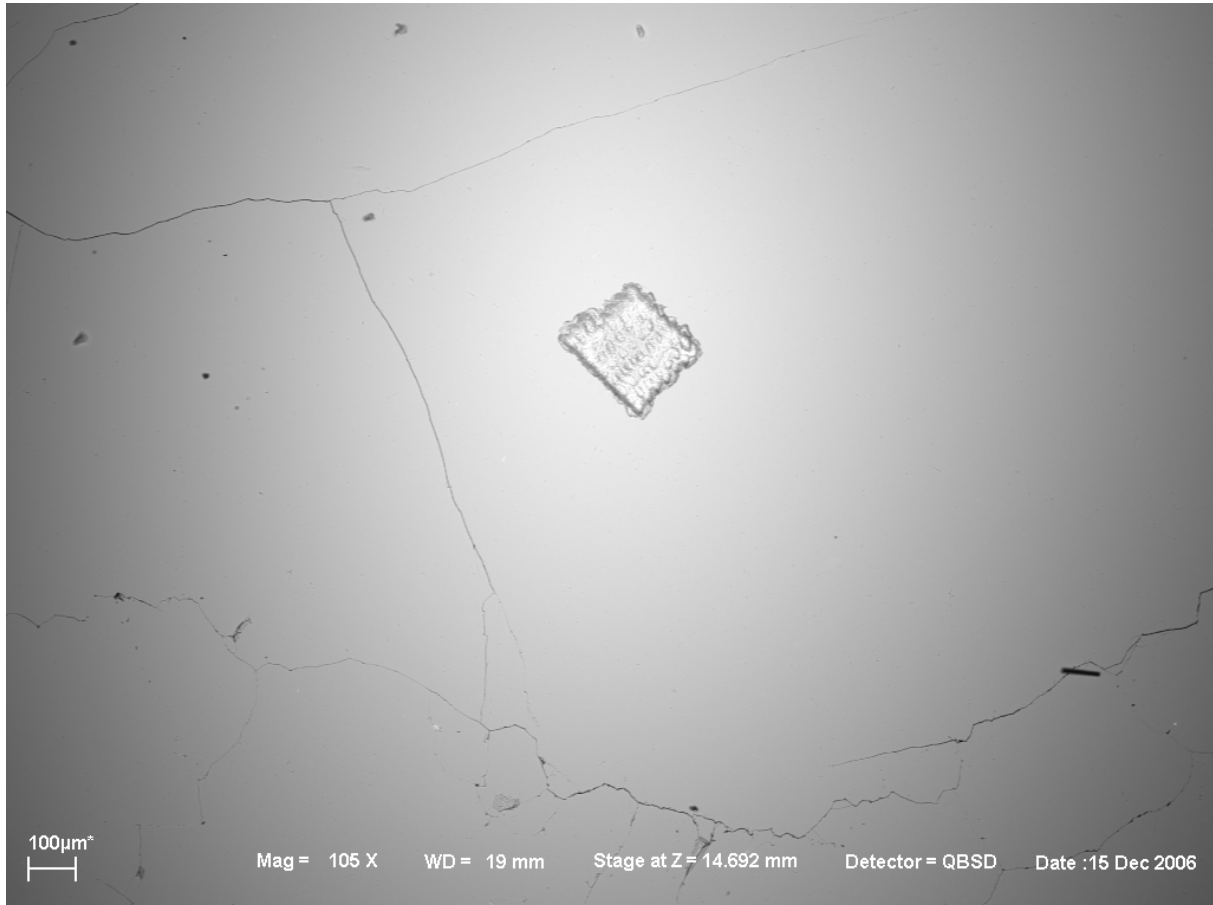 100µm*
Mag = 105 X WD = 19 mm Stage at Z = 14.692 mm Detector = QBSD Date :15 Dec 2006